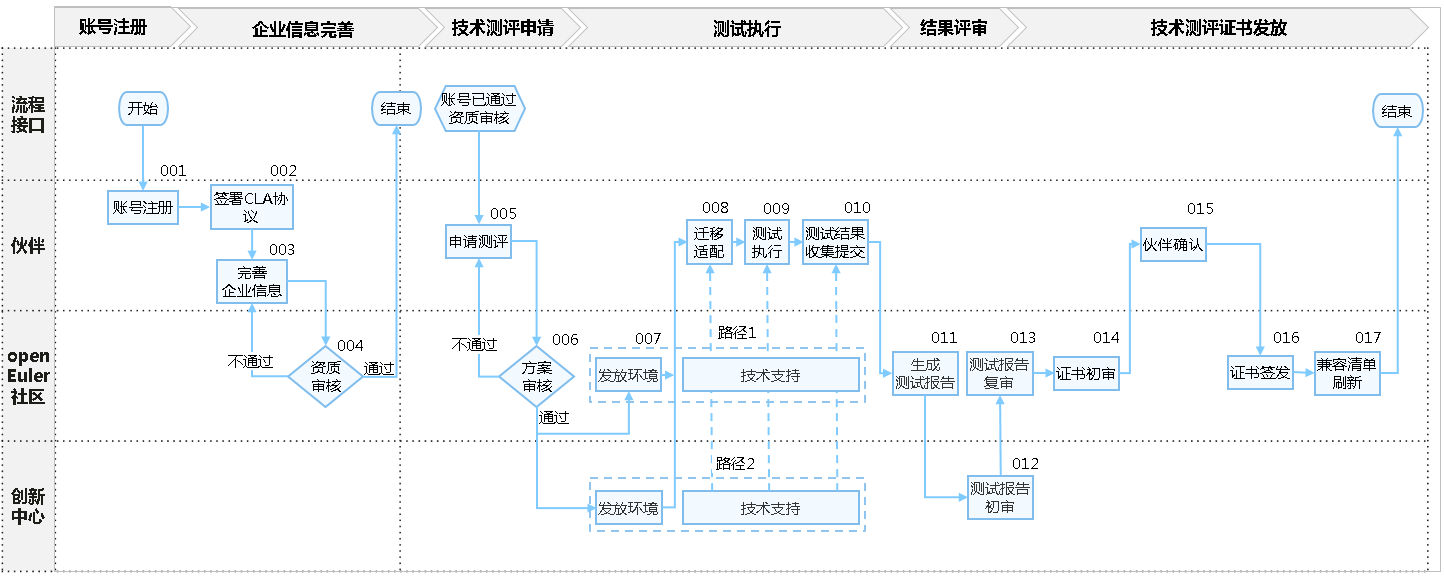 账号注册
企业信息完善
技术测评申请
测试执行
结果评审
技术测评证书发放
流程
接口
开始
结束
账号已通过
资质审核
结束
伙伴
001
账号注册
002
签署CLA协
议
003
完善
企业信息
005
申请测评
008
迁移
适配
009
测试
执行
010
测试结果
收集提交
015
伙伴确认
open
Euler
社区
不通过
004
资质
审核
通过
不通过
006
方案
审核
通过
路径1
007
发放环境
技术支持
011
生成
测试报告
013
测试报告
复审
014
证书初审
016
证书签发
017
兼容清单
刷新
创新
中心
路径2
发放环境
技术支持
012
测试报告
初审